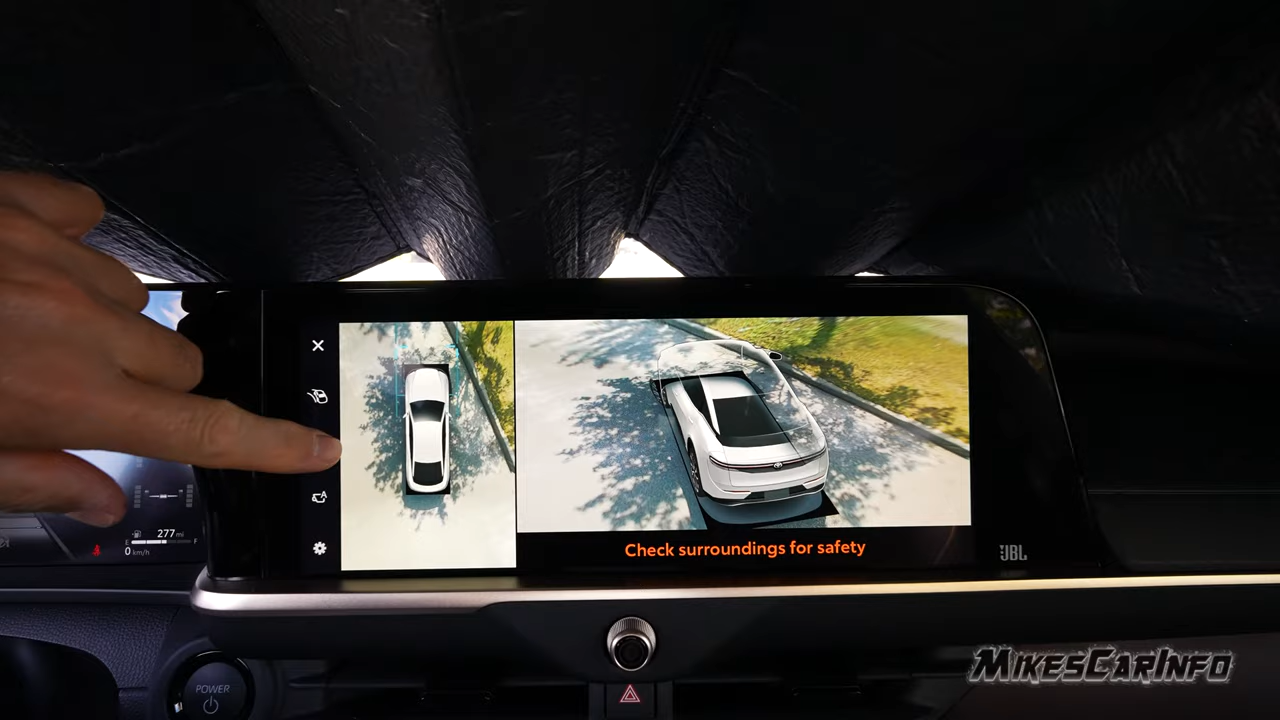 277 mi
E F
0 km/h
A
Check surroundings for safety
JBL
POWER
MIKESCARINFO